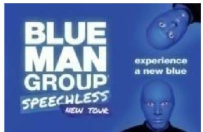 BLUE
MAN
GROUP
SPEECHLESS
NEW TOUR
experience
a new blue